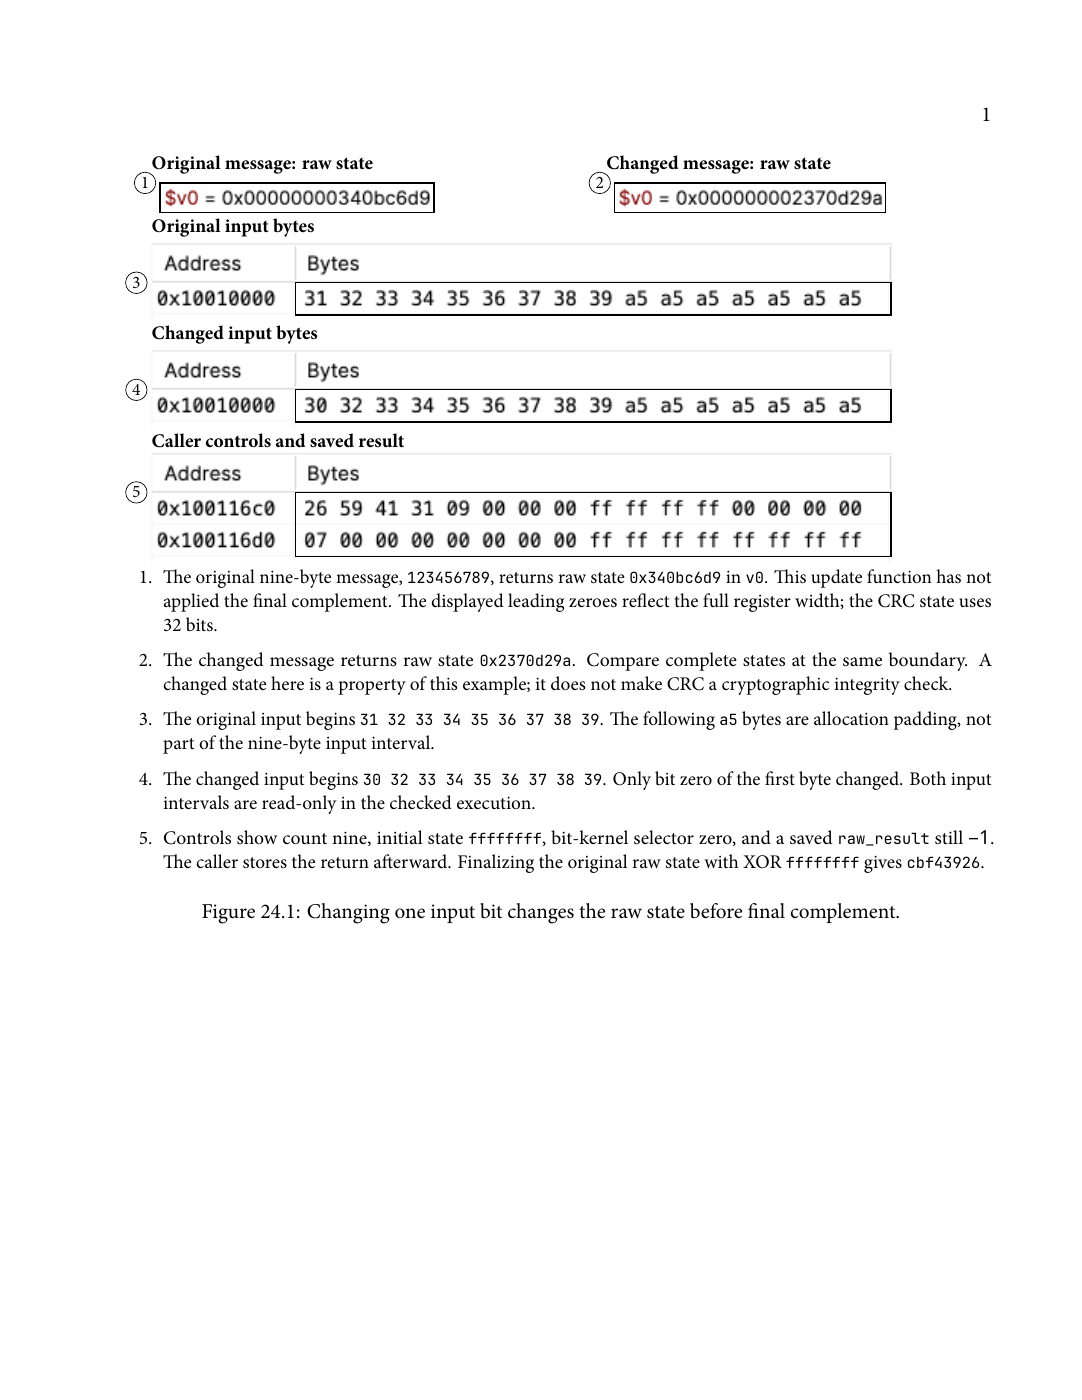 1
Original message: raw state
Changed message: raw state
1
$v0 = 0x00000000340bc6d9
2
$v0 = 0x000000002370d29a
Original input bytes
3
Address Bytes
0x10010000 31 32 33 34 35 36 37 38 39 a5 a5 a5 a5 a5 a5 a5
Changed input bytes
4
Address Bytes
0x10010000 30 32 33 34 35 36 37 38 39 a5 a5 a5 a5 a5 a5 a5
Caller controls and saved result
5
Address Bytes
0x100116c0 26 59 41 31 09 00 00 00 ff ff ff ff 00 00 00 00
0x100116d0 07 00 00 00 00 00 00 00 ff ff ff ff ff ff ff ff
1. The original nine-byte message, 123456789, returns raw state 0x340bc6d9 in v0. This update function has not
applied the final complement. The displayed leading zeroes reflect the full register width; the CRC state uses
32 bits.
2. The changed message returns raw state 0x2370d29a. Compare complete states at the same boundary. A
changed state here is a property of this example; it does not make CRC a cryptographic integrity check.
3. The original input begins 31 32 33 34 35 36 37 38 39. The following a5 bytes are allocation padding, not
part of the nine-byte input interval.
4. The changed input begins 30 32 33 34 35 36 37 38 39. Only bit zero of the first byte changed. Both input
intervals are read-only in the checked execution.
5. Controls show count nine, initial state ffffffff, bit-kernel selector zero, and a saved raw_result still −1.
The caller stores the return afterward. Finalizing the original raw state with XOR ffffffff gives cbf43926.
Figure 24.1: Changing one input bit changes the raw state before final complement.